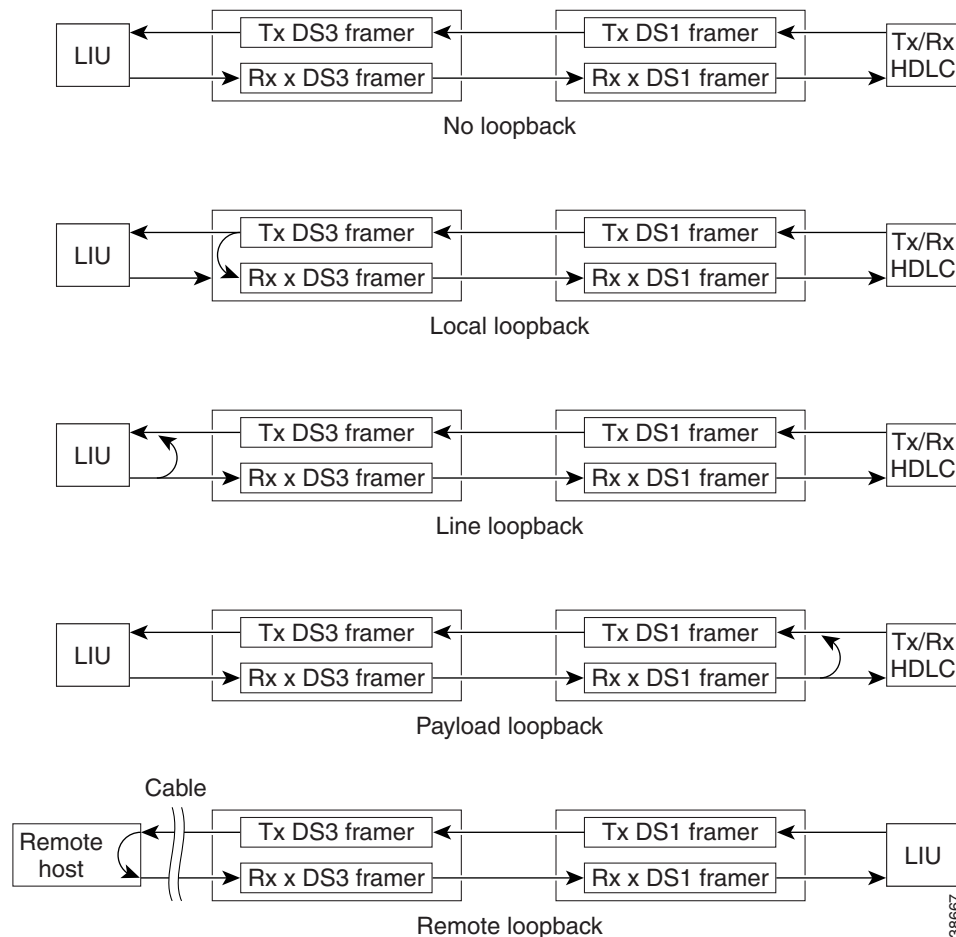 LIU
Tx DS3 framer
Tx DS1 framer
Tx/Rx
HDLC
Rx x DS3 framer
Rx x DS1 framer
No loopback
LIU
Tx DS3 framer
Tx DS1 framer
Tx/Rx
HDLC
Rx x DS3 framer
Rx x DS1 framer
Local loopback
LIU
Tx DS3 framer
Tx DS1 framer
Tx/Rx
HDLC
Rx x DS3 framer
Rx x DS1 framer
Line loopback
LIU
Tx DS3 framer
Tx DS1 framer
Tx/Rx
HDLC
Rx x DS3 framer
Rx x DS1 framer
Payload loopback
Cable
Remote
host
Tx DS3 framer
Tx DS1 framer
LIU
Rx x DS3 framer
Rx x DS1 framer
Remote loopback
38667